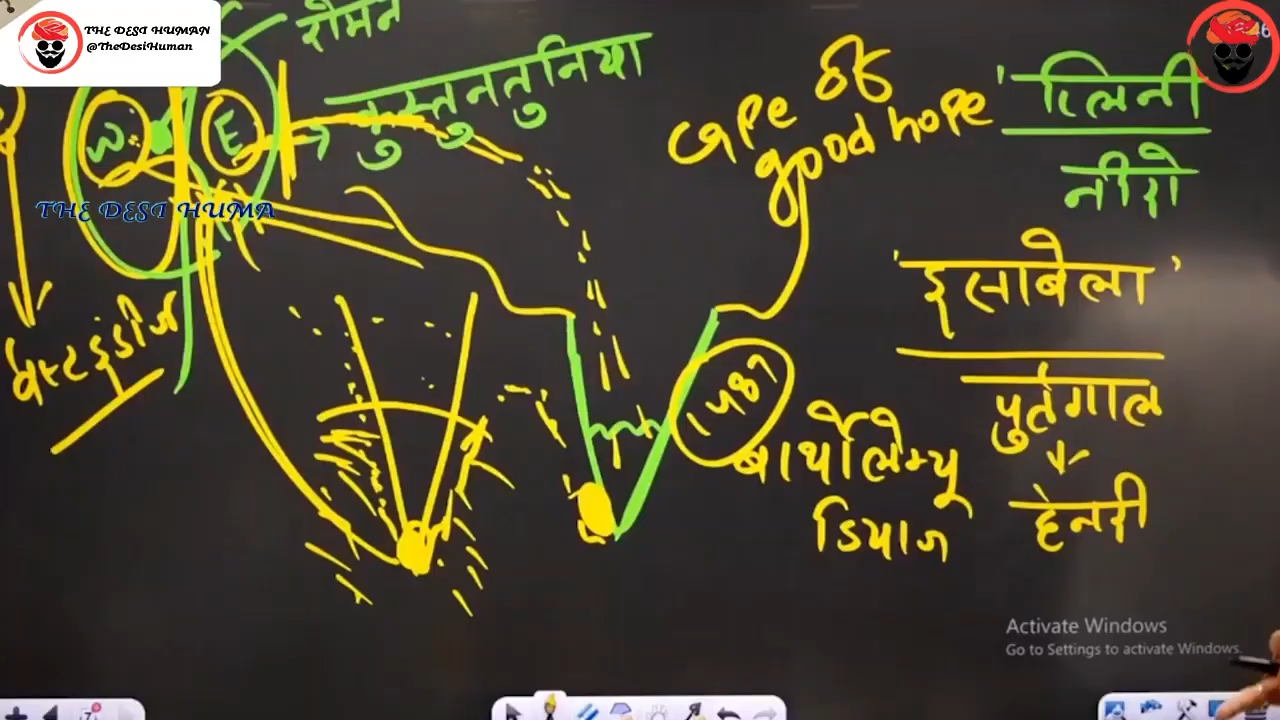 THE DESI HUMAN
@TheDesiHuman
रोमन
कुस्तुनतुनिया
W
E
THE DESI HUMA
वेस्टइंडीज
cape of
good hope
1487
बार्थोलेम्यू
डियाज
'प्लिनी
नीरो
'इसाबेला'
पुर्तगाल
हेनरी
Activate Windows
Go to Settings to activate Windows.